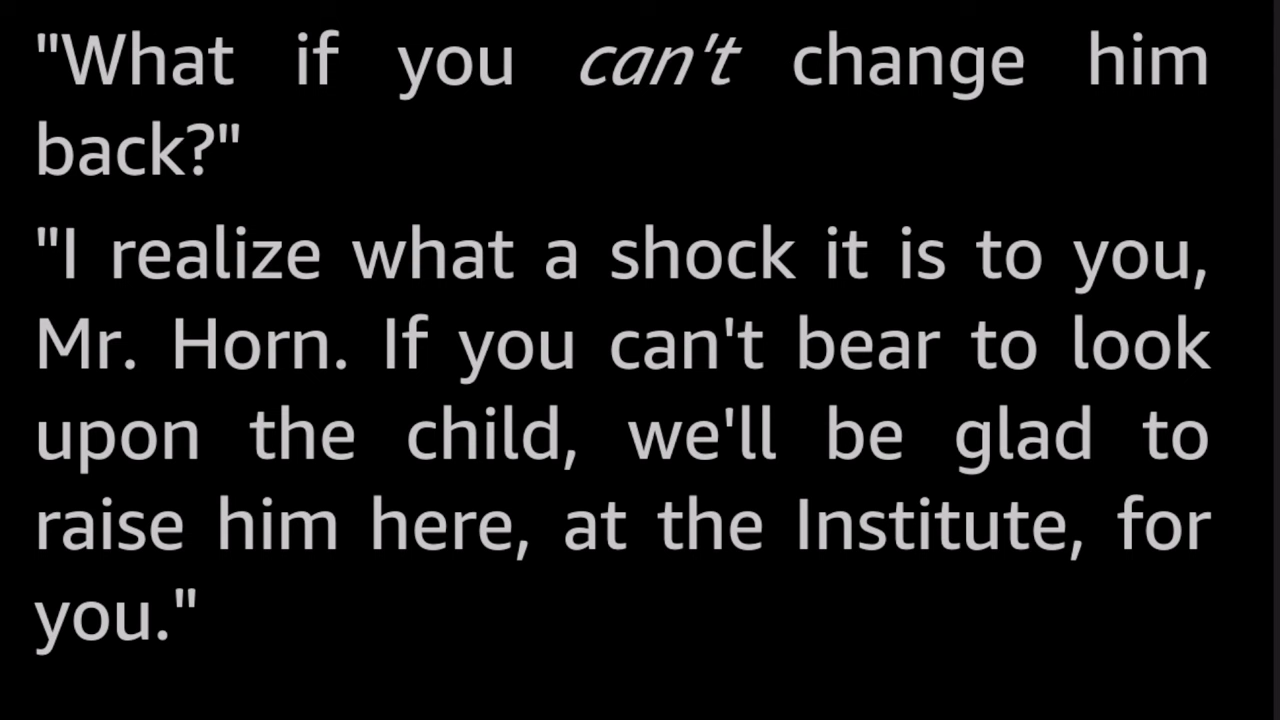 "What if you can't change him
back?"
"I realize what a shock it is to you,
Mr. Horn. If you can't bear to look
upon the child, we'll be glad to
raise him here, at the Institute, for
you."